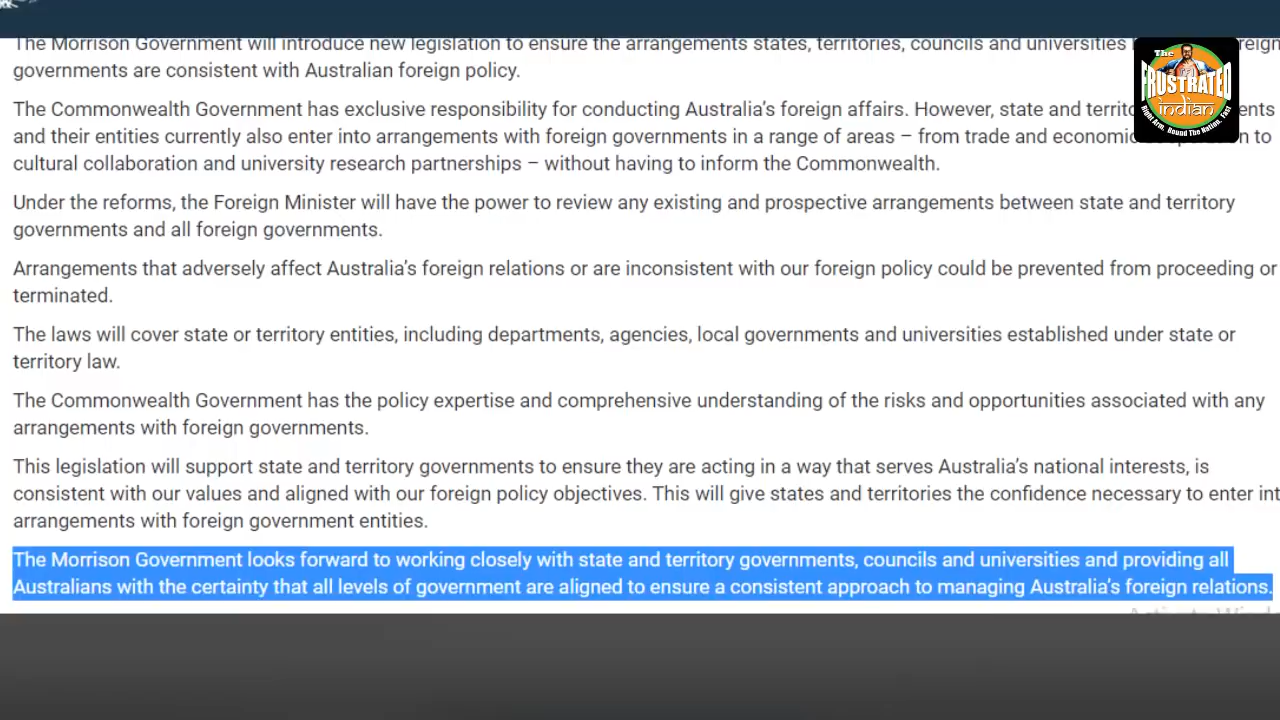 The Morrison Government will introduce new legislation to ensure the arrangements states, territories, councils and universities
governments are consistent with Australian foreign policy.
The Commonwealth Government has exclusive responsibility for conducting Australia's foreign affairs. However, state and
and their entities currently also enter into arrangements with foreign governments in a range of areas – from trade and to
cultural collaboration and university research partnerships – without having to inform the Commonwealth.
Under the reforms, the Foreign Minister will have the power to review any existing and prospective arrangements between state and territory
governments and all foreign governments.
Arrangements that adversely affect Australia's foreign relations or are inconsistent with our foreign policy could be prevented from proceeding or
terminated.
The laws will cover state or territory entities, including departments, agencies, local governments and universities established under state or
territory law.
The Commonwealth Government has the policy expertise and comprehensive understanding of the risks and opportunities associated with any
arrangements with foreign governments.
This legislation will support state and territory governments to ensure they are acting in a way that serves Australia's national interests, is
consistent with our values and aligned with our foreign policy objectives. This will give states and territories the confidence necessary to enter int
arrangements with foreign government entities.
The Morrison Government looks forward to working closely with state and territory governments, councils and universities and providing all
Australians with the certainty that all levels of government are aligned to ensure a consistent approach to managing Australia's foreign relations.
The
FRUSTRATED
indian
Right Arm, Round The Nation, Fast